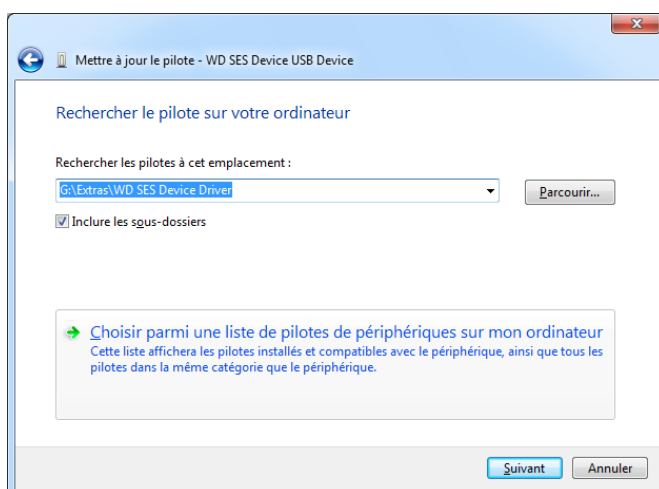 Mettre à jour le pilote - WD SES Device USB Device
Rechercher le pilote sur votre ordinateur
Rechercher les pilotes à cet emplacement :
G:\Extras\WD SES Device Driver
Parcourir...
Inclure les sous-dossiers
Choisir parmi une liste de pilotes de périphériques sur mon ordinateur
Cette liste affichera les pilotes installés et compatibles avec le périphérique, ainsi que tous les
pilotes dans la même catégorie que le périphérique.
Suivant
Annuler